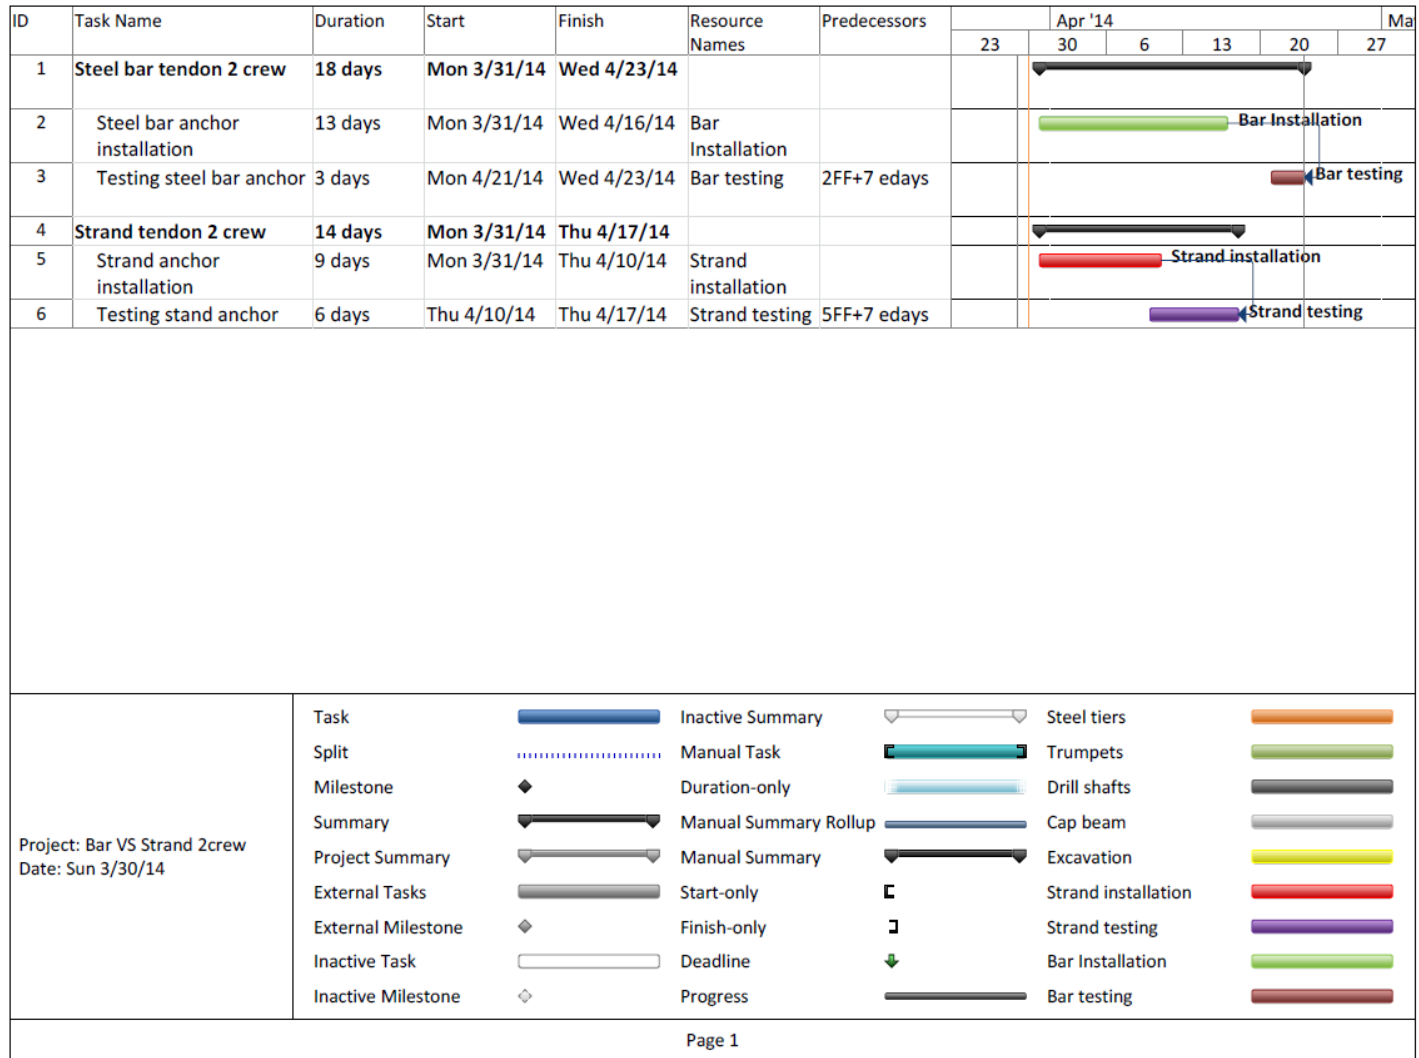 ID Task Name Duration Start Finish Resource Names Predecessors
Apr '14 Ma
23 30 6 13 20 27
1 Steel bar tendon 2 crew 18 days Mon 3/31/14 Wed 4/23/14
2 Steel bar anchor installation 13 days Mon 3/31/14 Wed 4/16/14 Bar Installation Bar Installation
3 Testing steel bar anchor 3 days Mon 4/21/14 Wed 4/23/14 Bar testing 2FF+7 edays Bar testing
4 Strand tendon 2 crew 14 days Mon 3/31/14 Thu 4/17/14
5 Strand anchor installation 9 days Mon 3/31/14 Thu 4/10/14 Strand installation Strand installation
6 Testing stand anchor 6 days Thu 4/10/14 Thu 4/17/14 Strand testing 5FF+7 edays Strand testing
Project: Bar VS Strand 2crew
Date: Sun 3/30/14
Task Inactive Summary Steel tiers
Split Manual Task Trumpets
Milestone Duration-only Drill shafts
Summary Manual Summary Rollup Cap beam
Project Summary Manual Summary Excavation
External Tasks Start-only Strand installation
External Milestone Finish-only Strand testing
Inactive Task Deadline Bar Installation
Inactive Milestone Progress Bar testing
Page 1